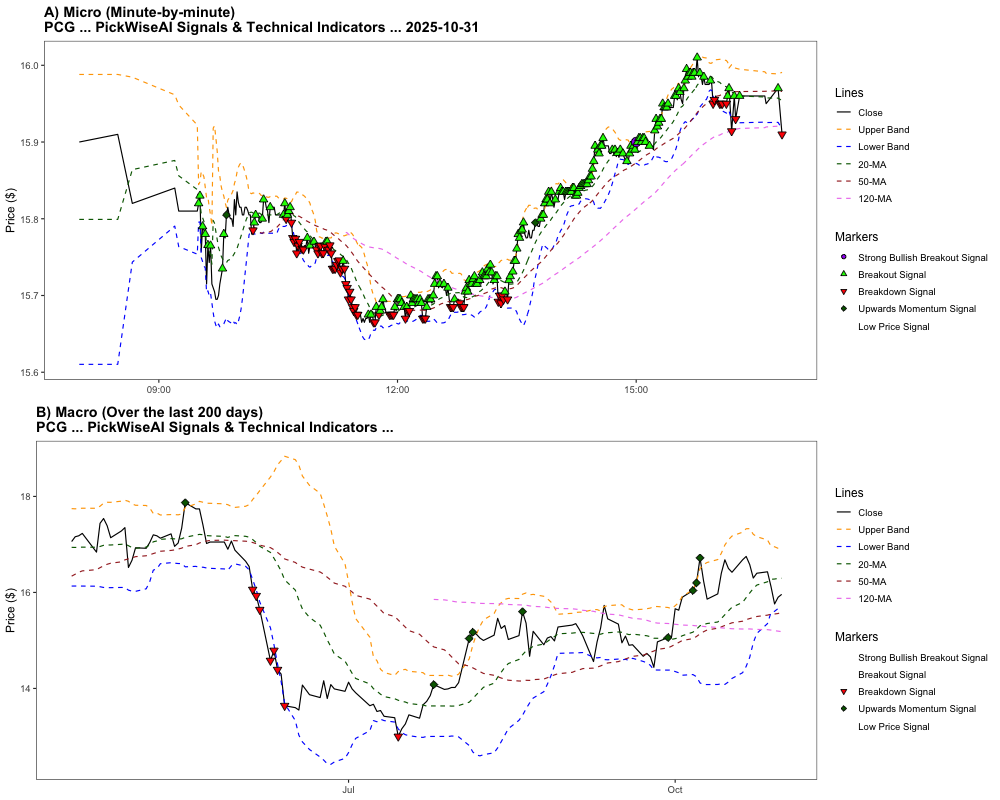 A) Micro (Minute-by-minute)
PCG ... PickWiseAI Signals & Technical Indicators ... 2025-10-31
Price ($)
16.0
15.9
15.8
15.7
15.6
09:00
12:00
15:00
Lines
Close
Upper Band
Lower Band
20-MA
50-MA
120-MA
Markers
Strong Bullish Breakout Signal
Breakout Signal
Breakdown Signal
Upwards Momentum Signal
Low Price Signal
B) Macro (Over the last 200 days)
PCG ... PickWiseAI Signals & Technical Indicators ...
Price ($)
18
16
14
Jul
Oct
Lines
Close
Upper Band
Lower Band
20-MA
50-MA
120-MA
Markers
Strong Bullish Breakout Signal
Breakout Signal
Breakdown Signal
Upwards Momentum Signal
Low Price Signal